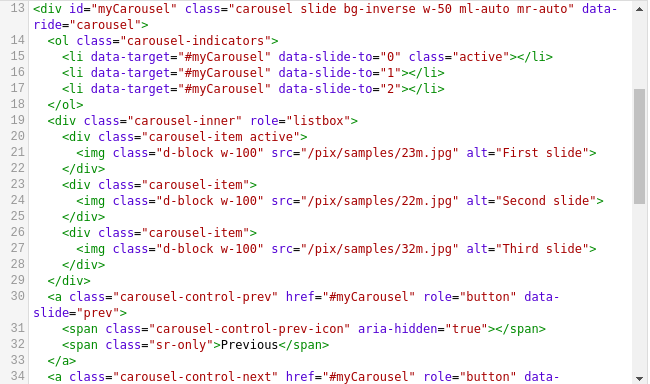 13 <div id="myCarousel" class="carousel slide bg-inverse w-50 ml-auto mr-auto" data-
ride="carousel">
14 <ol class="carousel-indicators">
15 <li data-target="#myCarousel" data-slide-to="0" class="active"></li>
16 <li data-target="#myCarousel" data-slide-to="1"></li>
17 <li data-target="#myCarousel" data-slide-to="2"></li>
18 </ol>
19 <div class="carousel-inner" role="listbox">
20 <div class="carousel-item active">
21 <img class="d-block w-100" src="/pix/samples/23m.jpg" alt="First slide">
22 </div>
23 <div class="carousel-item">
24 <img class="d-block w-100" src="/pix/samples/22m.jpg" alt="Second slide">
25 </div>
26 <div class="carousel-item">
27 <img class="d-block w-100" src="/pix/samples/32m.jpg" alt="Third slide">
28 </div>
29 </div>
30 <a class="carousel-control-prev" href="#myCarousel" role="button" data-
slide="prev">
31 <span class="carousel-control-prev-icon" aria-hidden="true"></span>
32 <span class="sr-only">Previous</span>
33 </a>
34 <a class="carousel-control-next" href="#myCarousel" role="button" data-